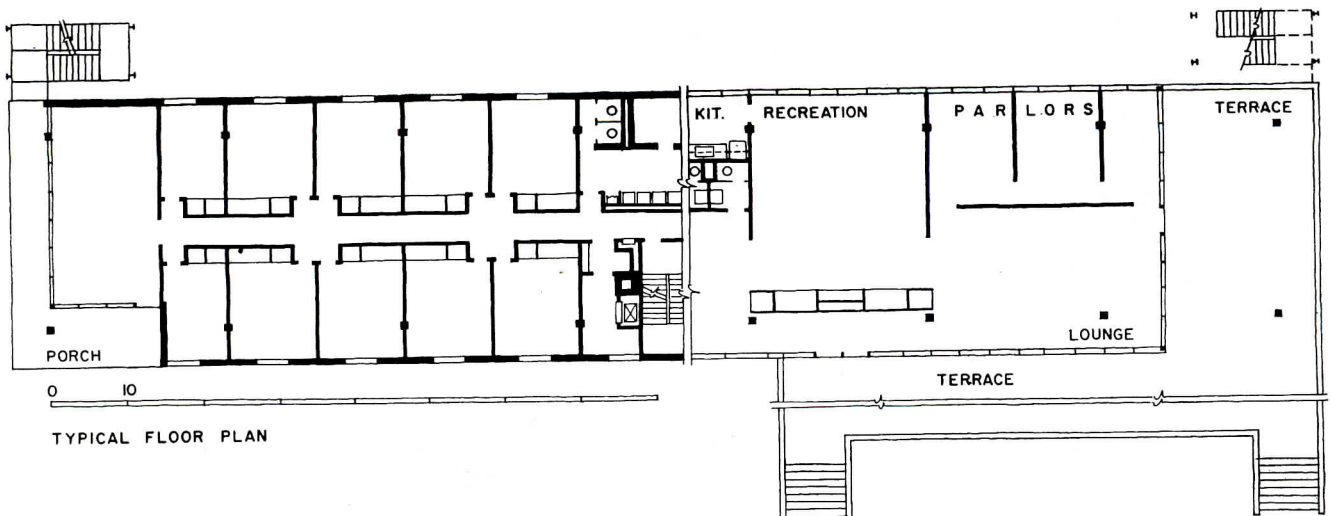 KIT. RECREATION PARLORS TERRACE
LOUNGE
PORCH
TERRACE
0 10
TYPICAL FLOOR PLAN